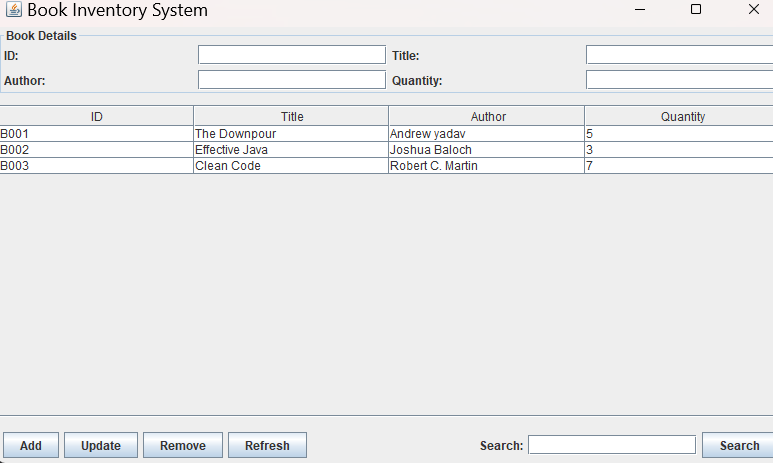 Book Inventory System
Book Details
ID: Title:
Author: Quantity:
ID Title Author Quantity
B001 The Downpour Andrew yadav 5
B002 Effective Java Joshua Baloch 3
B003 Clean Code Robert C. Martin 7
Add Update Remove Refresh Search: Search